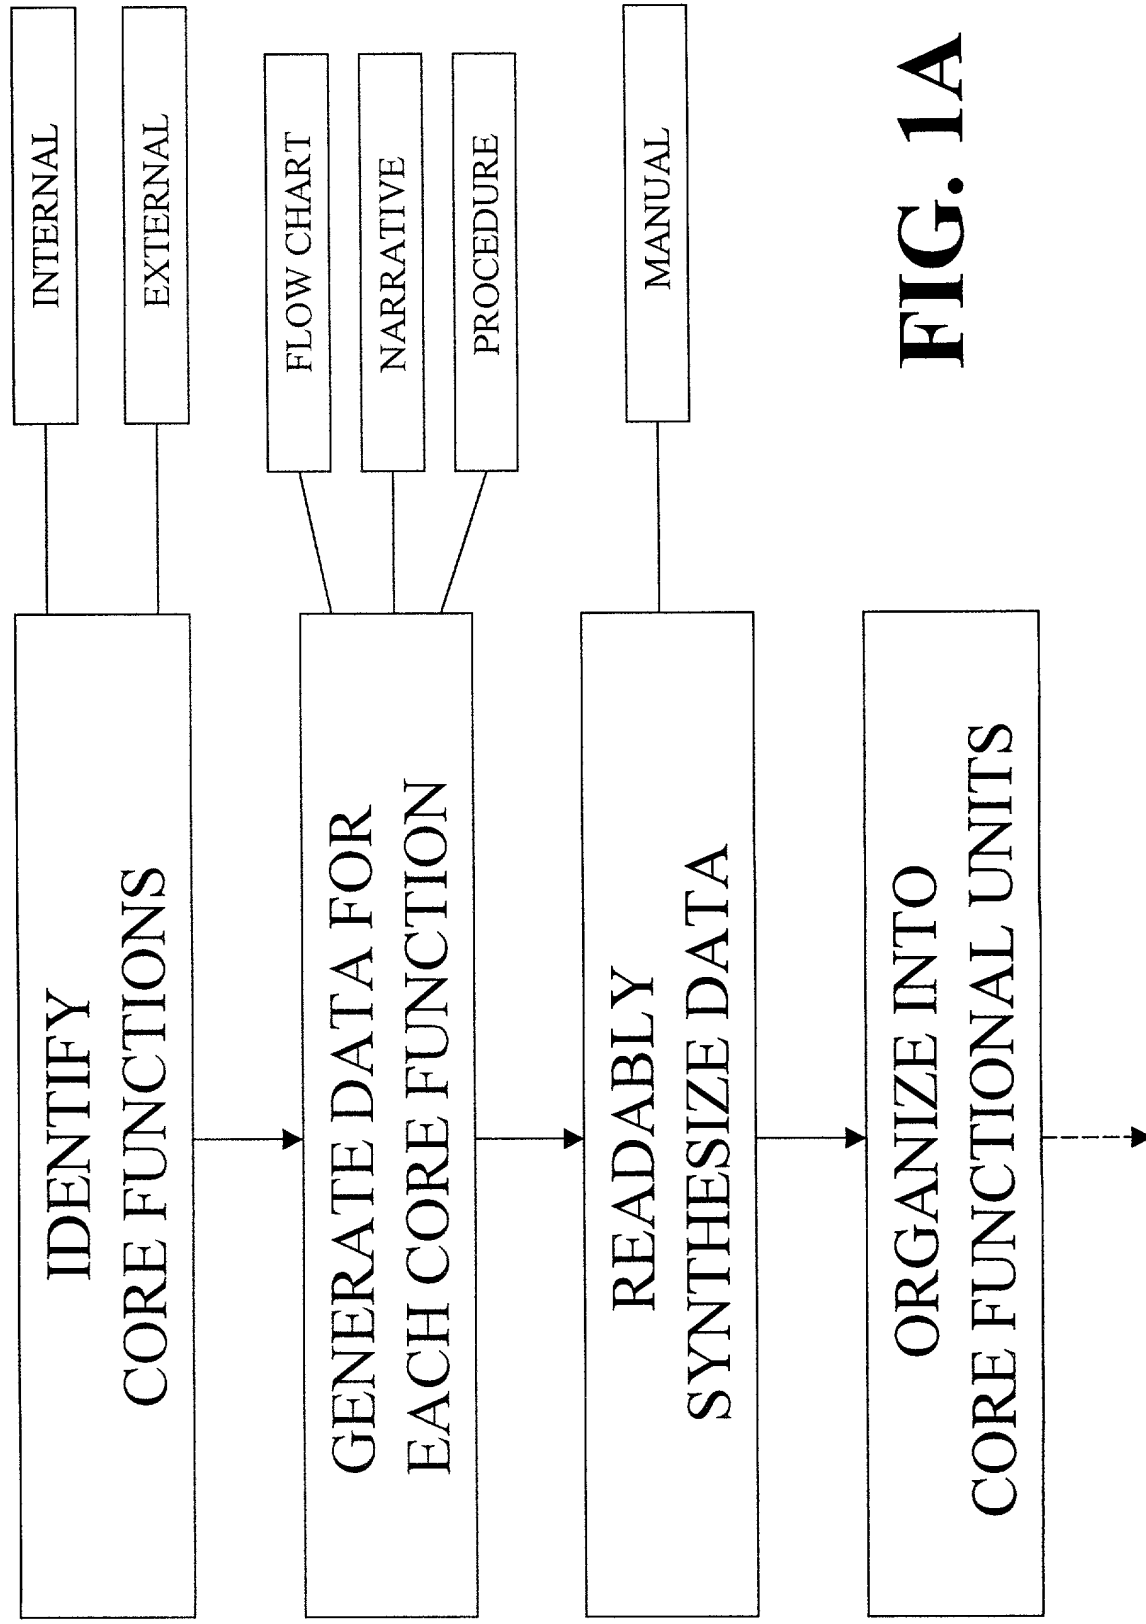 IDENTIFY
CORE FUNCTIONS
INTERNAL
EXTERNAL
GENERATE DATA FOR
EACH CORE FUNCTION
FLOW CHART
NARRATIVE
PROCEDURE
READABLY
SYNTHESIZE DATA
MANUAL
ORGANIZE INTO
CORE FUNCTIONAL UNITS
FIG. 1A